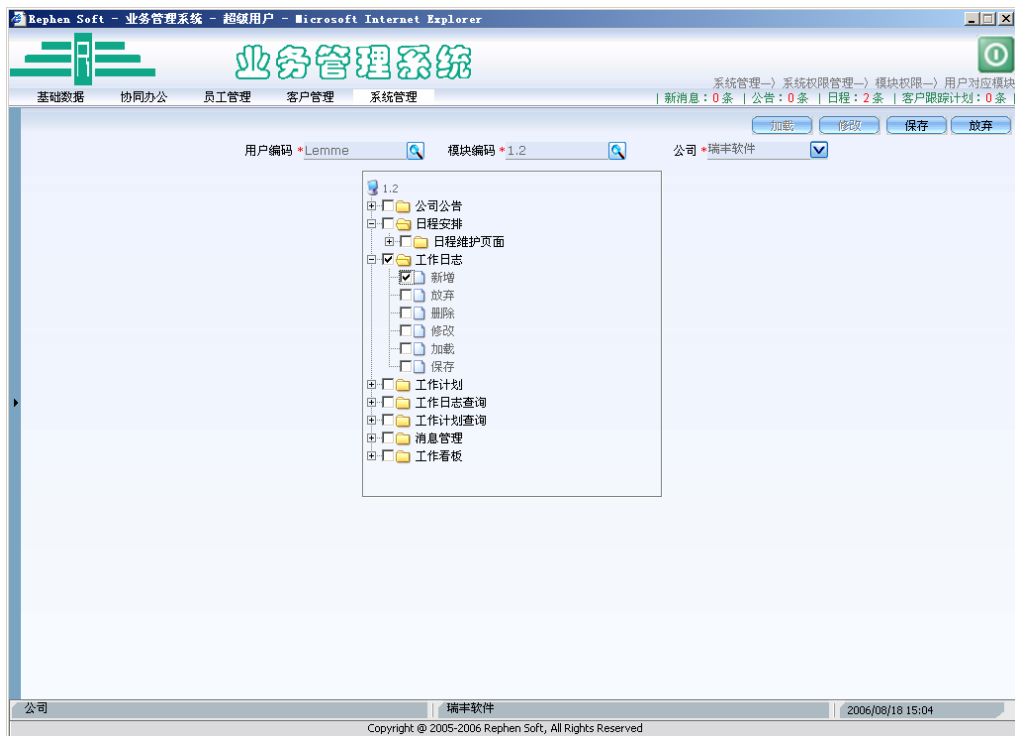 Rephen Soft - 业务管理系统 - 超级用户 - Microsoft Internet Explorer
业务管理系统
系统管理—〉系统权限管理—〉模块权限—〉用户对应模块
基础数据 协同办公 员工管理 客户管理 系统管理
| 新消息：0 条 | 公告：0 条 | 日程：2 条 | 客户跟踪计划：0 条 |
加载 修改 保存 放弃
用户编码 *Lemme 模块编码 *1.2 公司 *瑞丰软件
1.2
公司公告
日程安排
日程维护页面
工作日志
新增
放弃
删除
修改
加载
保存
工作计划
工作日志查询
工作计划查询
消息管理
工作看板
公司 瑞丰软件 2006/08/18 15:04
Copyright @ 2005-2006 Rephen Soft, All Rights Reserved